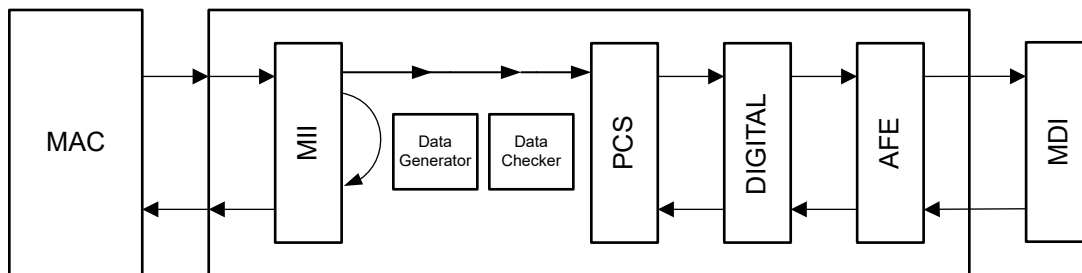 MAC
MII
Data
Generator
Data
Checker
PCS
DIGITAL
AFE
MDI